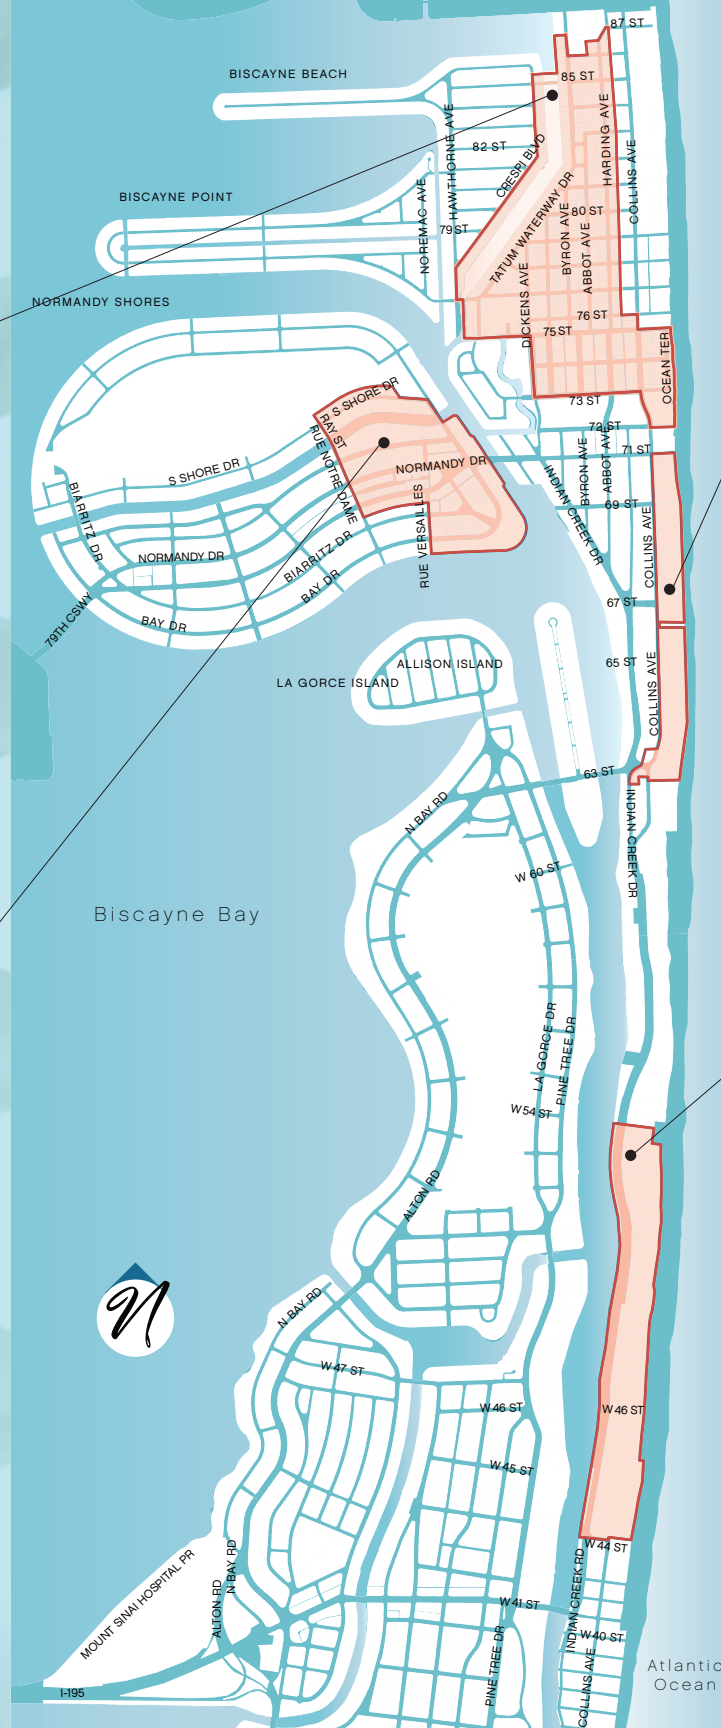 87 ST
BISCAYNE BEACH
85 ST
HARDING AVE
COLLINS AVE
HAWTHORNE AVE
82 ST
CRESPI BLVD
BISCAYNE POINT
NOREMAC AVE
79 ST
TATUM WATERWAY DR
BYRON AVE
80 ST
ABBOT AVE
NORMANDY SHORES
DICKENS AVE
76 ST
75 ST
OCEAN TER
73 ST
S SHORE DR
RAY ST
72 ST
71 ST
RUE NOTRE DAME
NORMANDY DR
BYRON AVE
ABBOT AVE
S SHORE DR
BIARRITZ DR
INDIAN CREEK DR
69 ST
COLLINS AVE
RUE VERSAILLES
NORMANDY DR
BIARRITZ DR
BAY DR
67 ST
79TH CSWY
BAY DR
ALLISON ISLAND
65 ST
LA GORCE ISLAND
COLLINS AVE
63 ST
N BAY RD
INDIAN CREEK DR
W 60 ST
Biscayne Bay
LA GORCE DR
PINE TREE DR
W 54 ST
ALTON RD
N
N BAY RD
W 47 ST
W 46 ST
W 46 ST
W 45 ST
W 44 ST
MOUNT SINAI HOSPITAL PR
ALTON RD
N BAY RD
INDIAN CREEK RD
W 41 ST
W 40 ST
PINE TREE DR
COLLINS AVE
Atlantic
Ocean
I-195